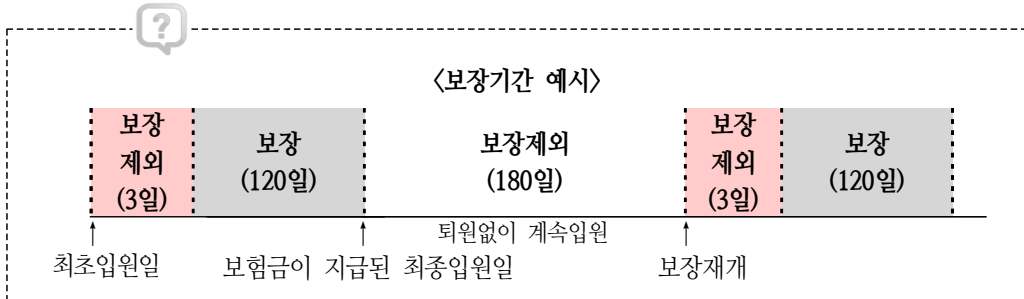 ?
〈보장기간 예시〉
보장
제외
(3일)
보장
(120일)
보장제외
(180일)
보장
제외
(3일)
보장
(120일)
퇴원없이 계속입원
최초입원일
보험금이 지급된 최종입원일
보장재개